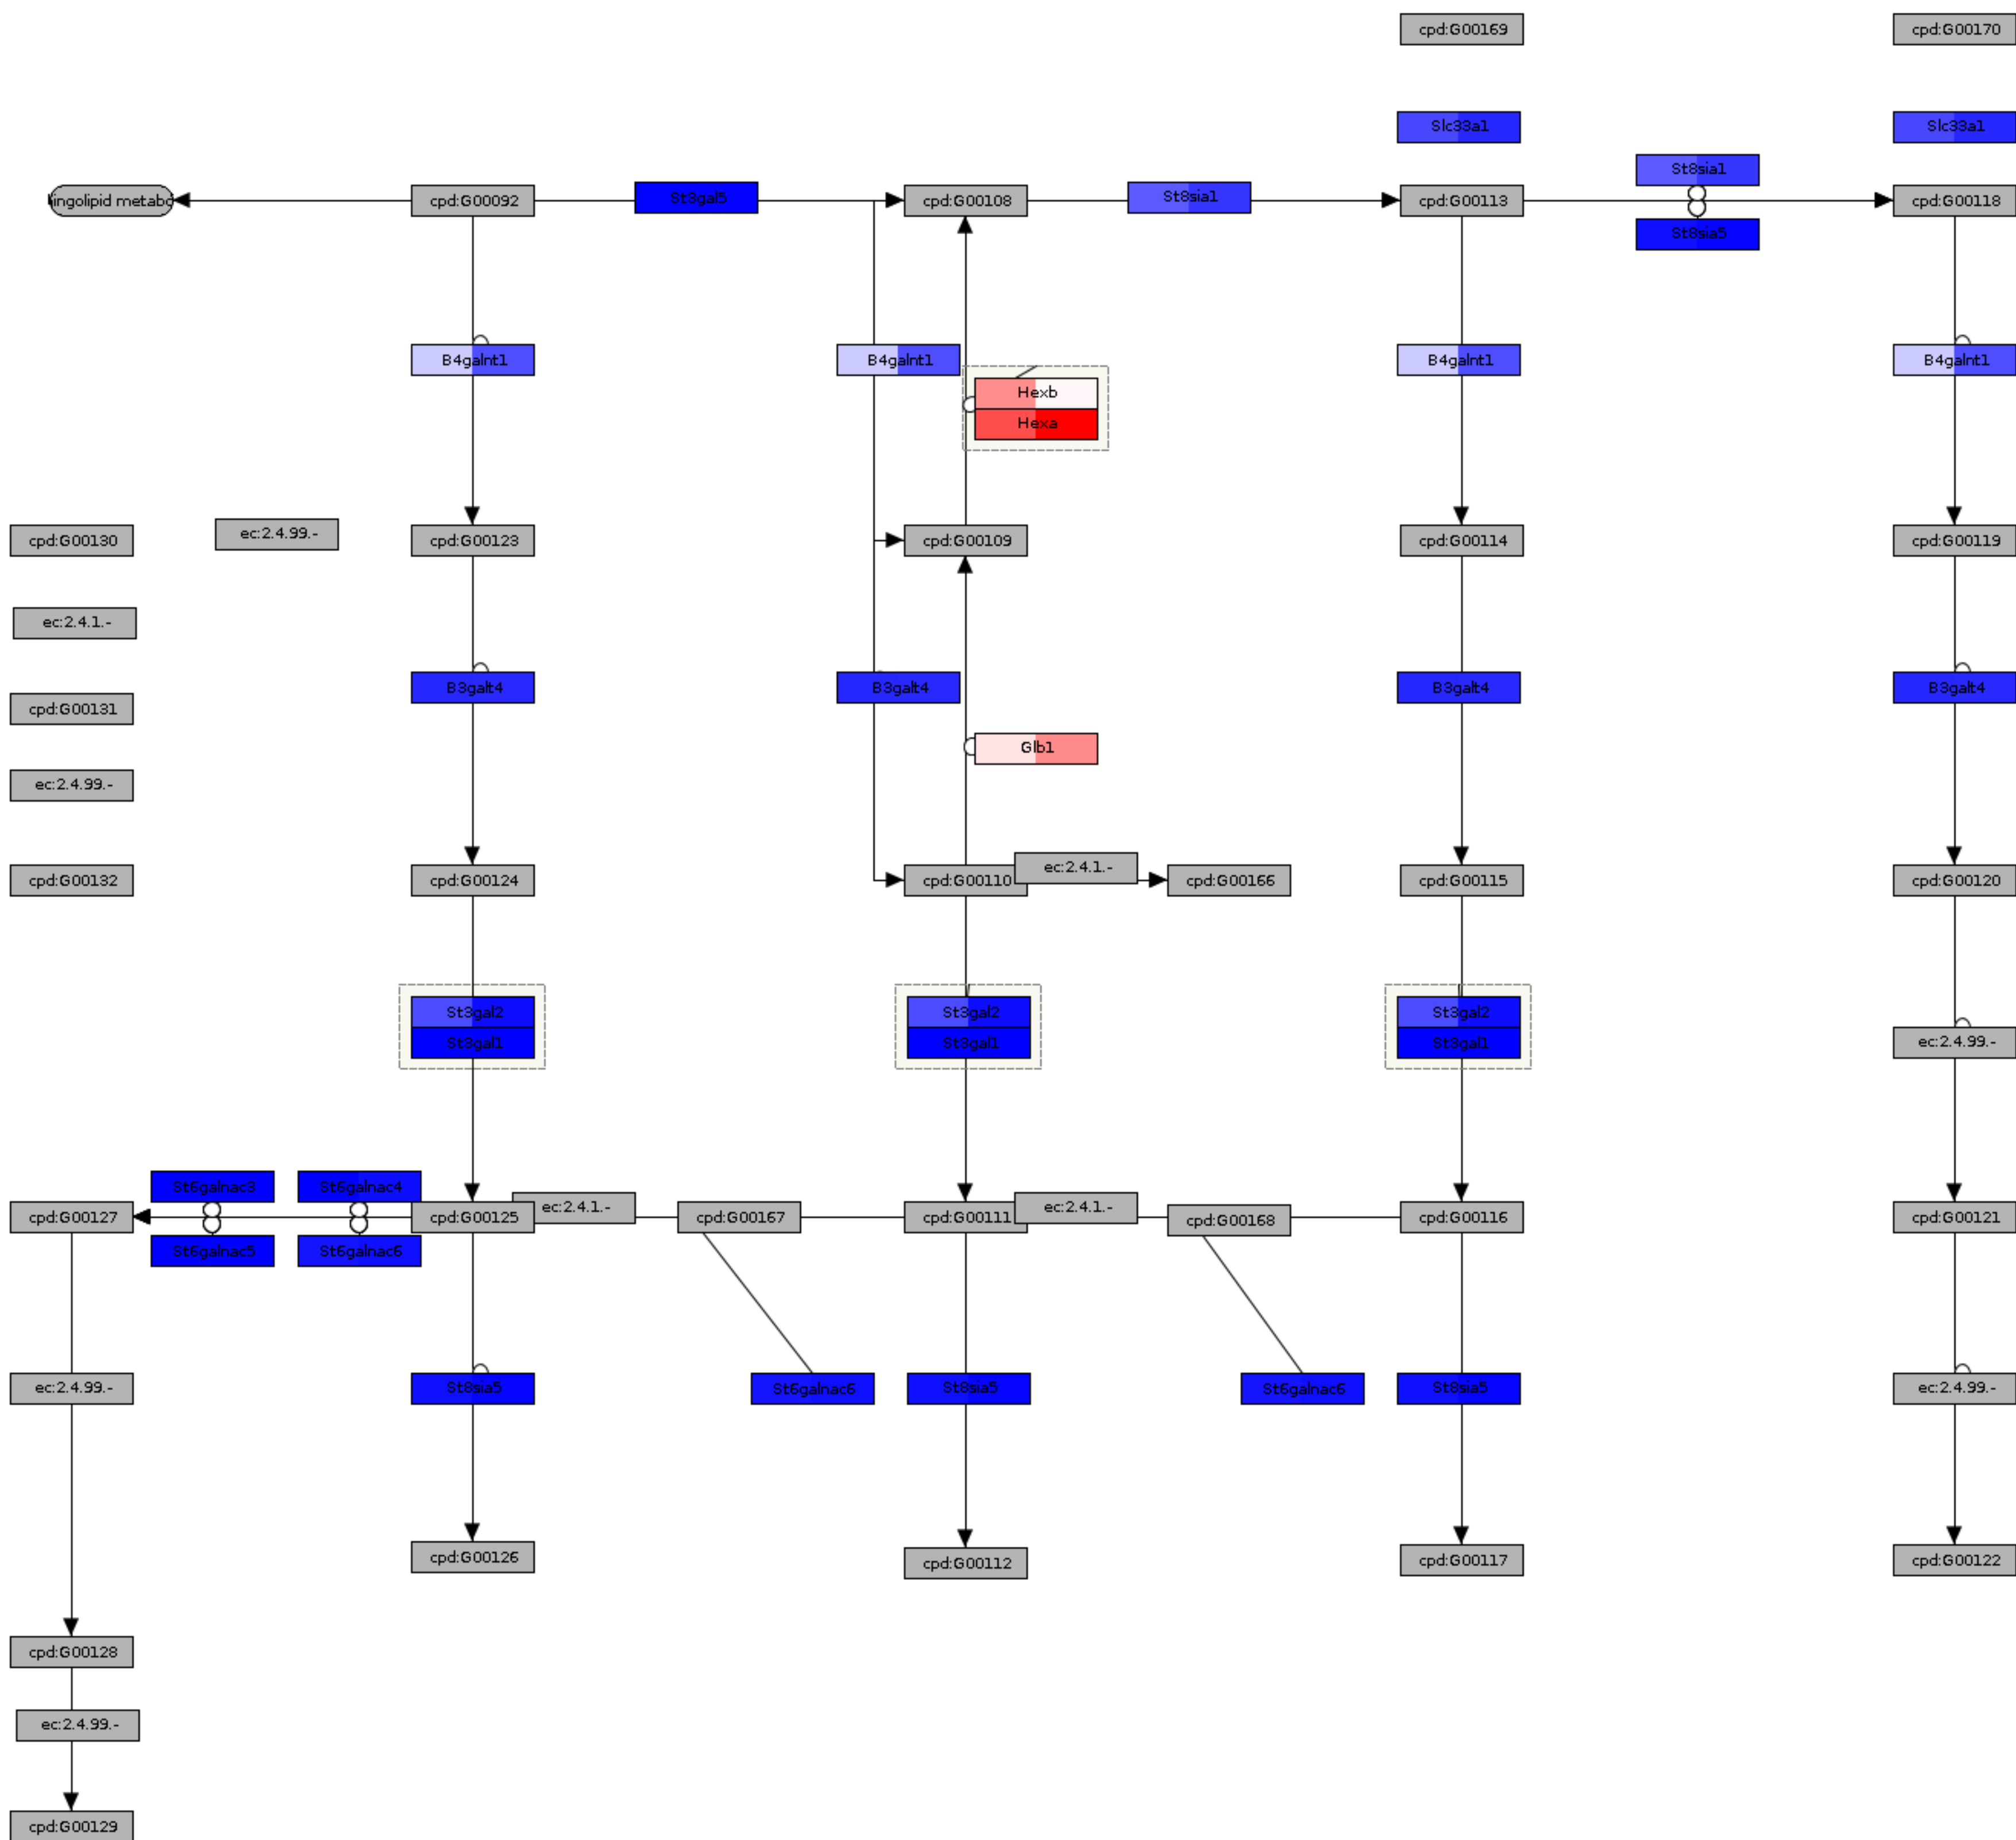 cpd:G00169
cpd:G00170
Slc33a1
Slc33a1
St8sia1
ingolipid metabo
cpd:G00092
St3gal5
cpd:G00108
St8sia1
cpd:G00113
cpd:G00118
St8sia5
B4galnt1
B4galnt1
B4galnt1
B4galnt1
Hexb
Hexa
cpd:G00130
ec:2.4.99.-
cpd:G00123
cpd:G00109
cpd:G00114
cpd:G00119
ec:2.4.1.-
cpd:G00131
B3galt4
B3galt4
B3galt4
B3galt4
Glb1
ec:2.4.99.-
cpd:G00132
cpd:G00124
cpd:G00110
ec:2.4.1.-
cpd:G00166
cpd:G00115
cpd:G00120
St3gal2
St3gal2
St3gal2
St3gal1
St3gal1
St3gal1
ec:2.4.99.-
St6galnac3
St6galnac4
cpd:G00127
cpd:G00125
ec:2.4.1.-
cpd:G00167
cpd:G00111
ec:2.4.1.-
cpd:G00168
cpd:G00116
cpd:G00121
St6galnac5
St6galnac6
ec:2.4.99.-
St8sia5
St6galnac6
St8sia5
St6galnac6
St8sia5
ec:2.4.99.-
cpd:G00126
cpd:G00112
cpd:G00117
cpd:G00122
cpd:G00128
ec:2.4.99.-
cpd:G00129